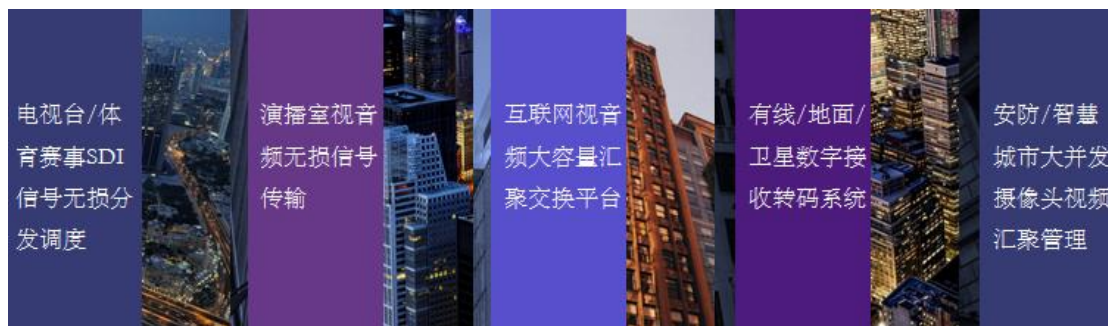 电视台/体
育赛事SDI
信号无损分
发调度
演播室视音
频无损信号
传输
互联网视音
频大容量汇
聚交换平台
有线/地面/
卫星数字接
收转码系统
安防/智慧
城市大并发
摄像头视频
汇聚管理